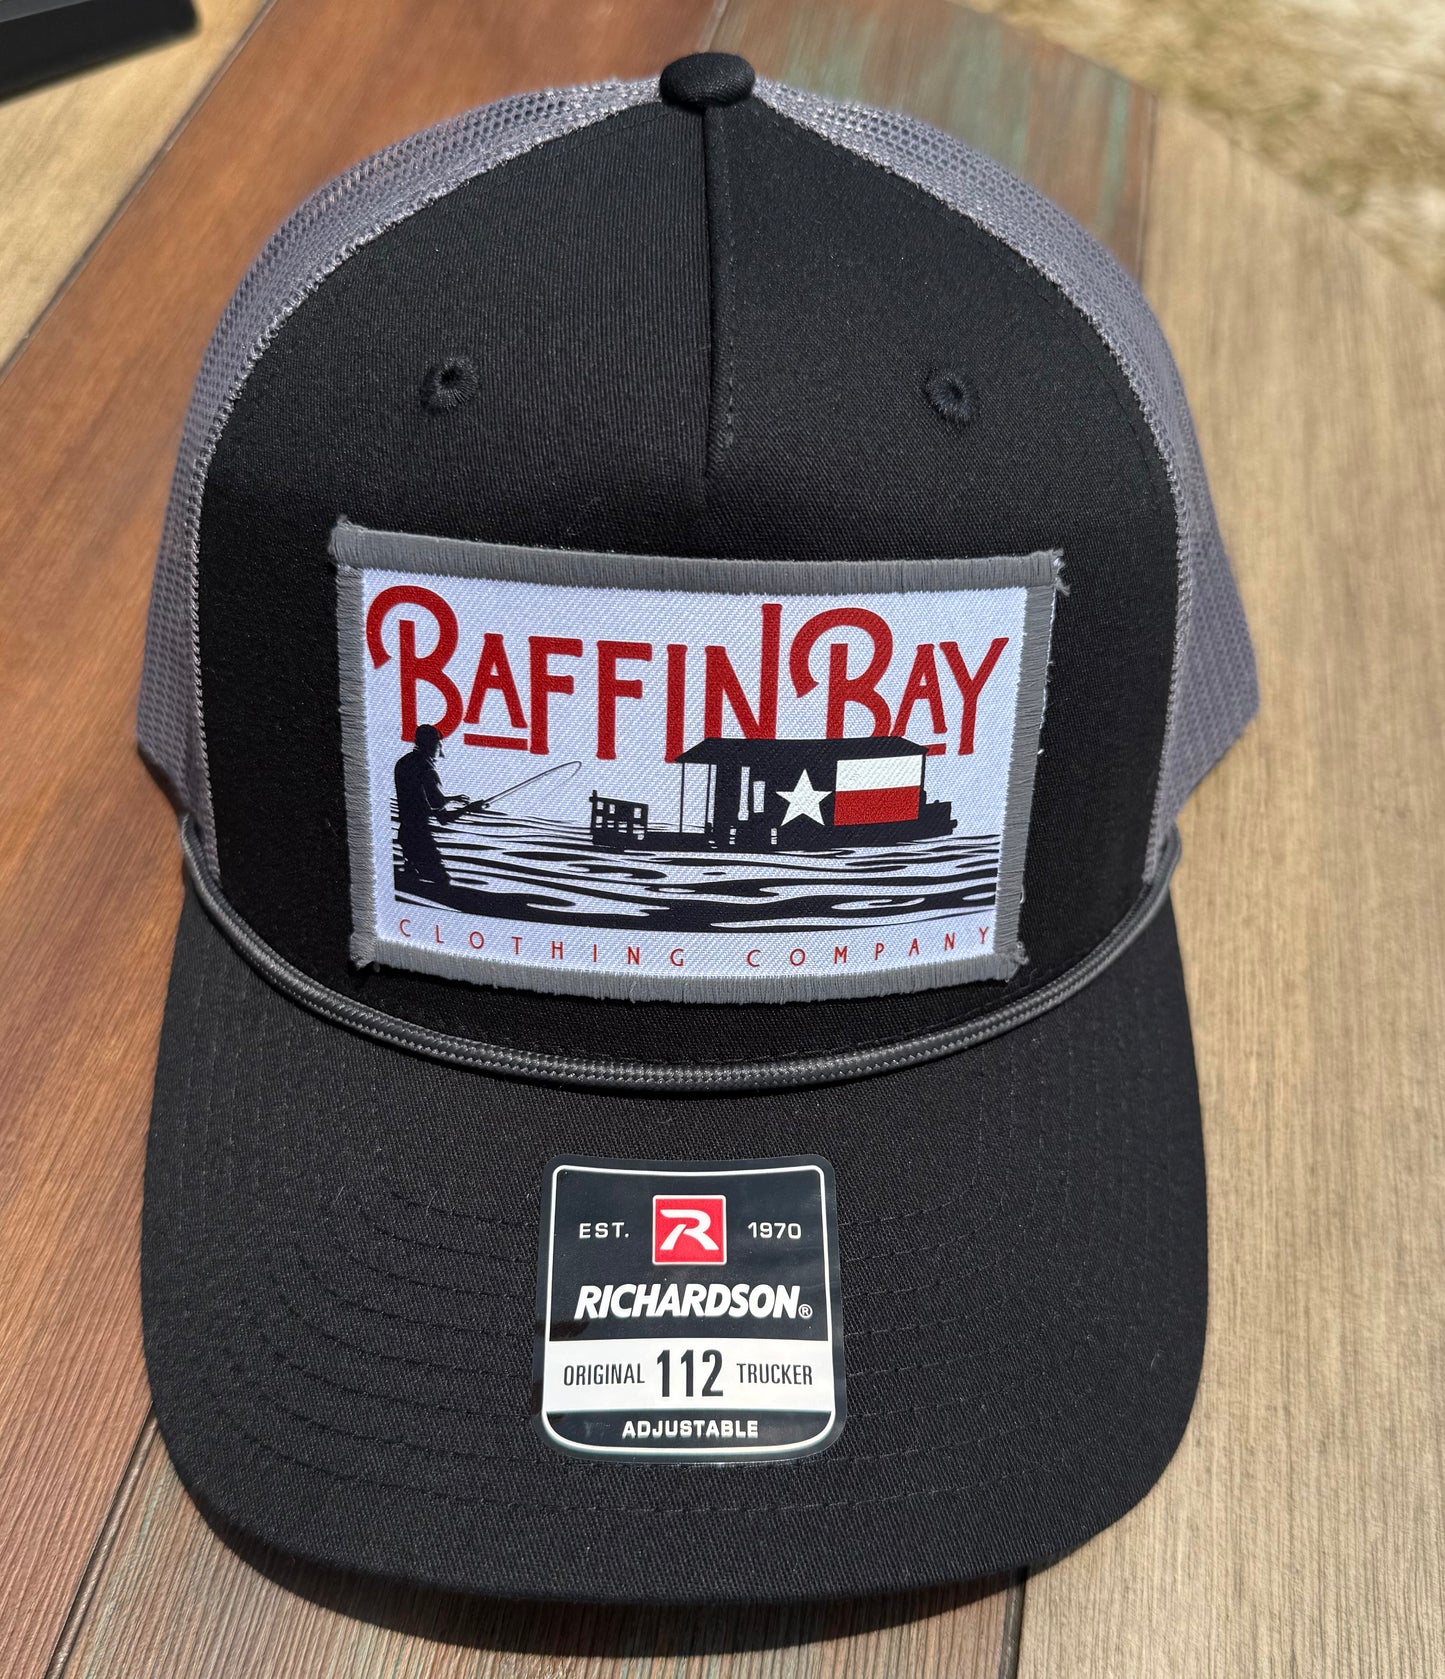 BAFFIN BAY
CLOTHING COMPANY
EST. R 1970
RICHARDSON®
ORIGINAL 112 TRUCKER
ADJUSTABLE